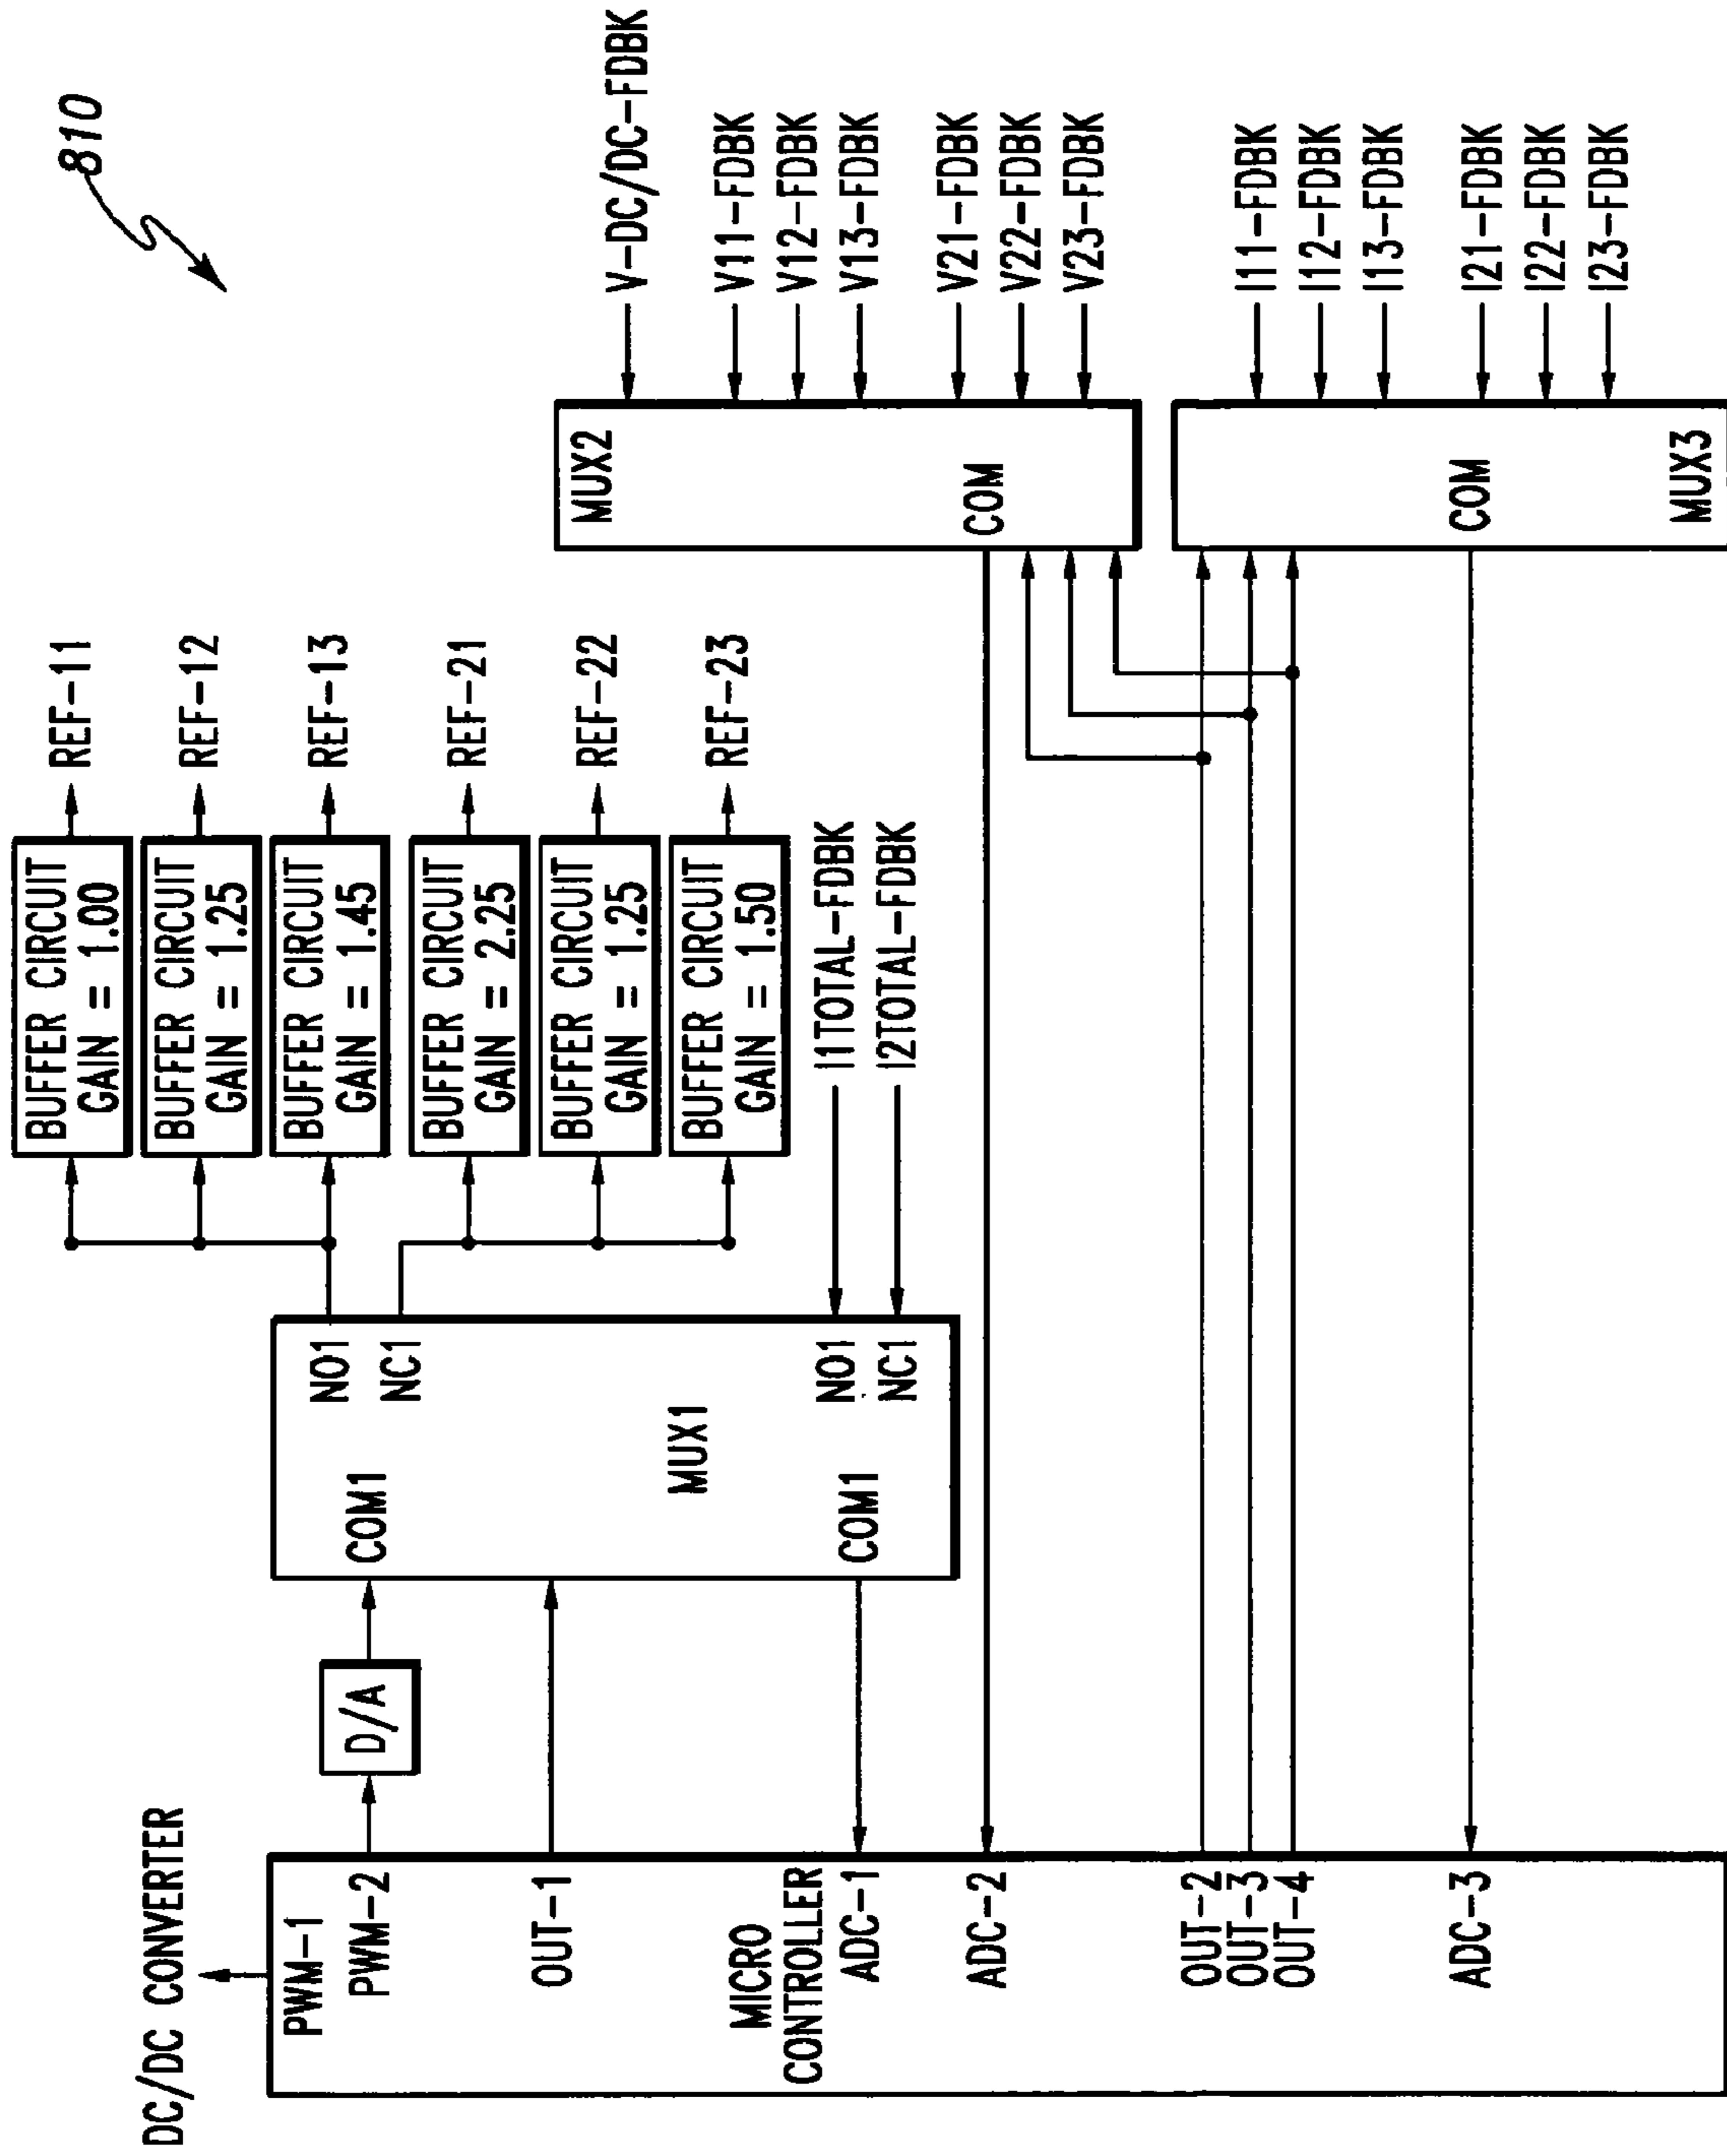 810
DC/DC CONVERTER
PWM-1
PWM-2
OUT-1
MICRO
CONTROLLER
ADC-1
ADC-2
OUT-2
OUT-3
OUT-4
ADC-3
D/A
COM1
NO1
NC1
MUX1
COM1
NO1
NC1
BUFFER CIRCUIT
GAIN = 1.00
REF-11
BUFFER CIRCUIT
GAIN = 1.25
REF-12
BUFFER CIRCUIT
GAIN = 1.45
REF-13
BUFFER CIRCUIT
GAIN = 2.25
REF-21
BUFFER CIRCUIT
GAIN = 1.25
REF-22
BUFFER CIRCUIT
GAIN = 1.50
REF-23
I1TOTAL-FDBK
I2TOTAL-FDBK
MUX2
COM
V-DC/DC-FDBK
V11-FDBK
V12-FDBK
V13-FDBK
V21-FDBK
V22-FDBK
V23-FDBK
COM
MUX3
I11-FDBK
I12-FDBK
I13-FDBK
I21-FDBK
I22-FDBK
I23-FDBK